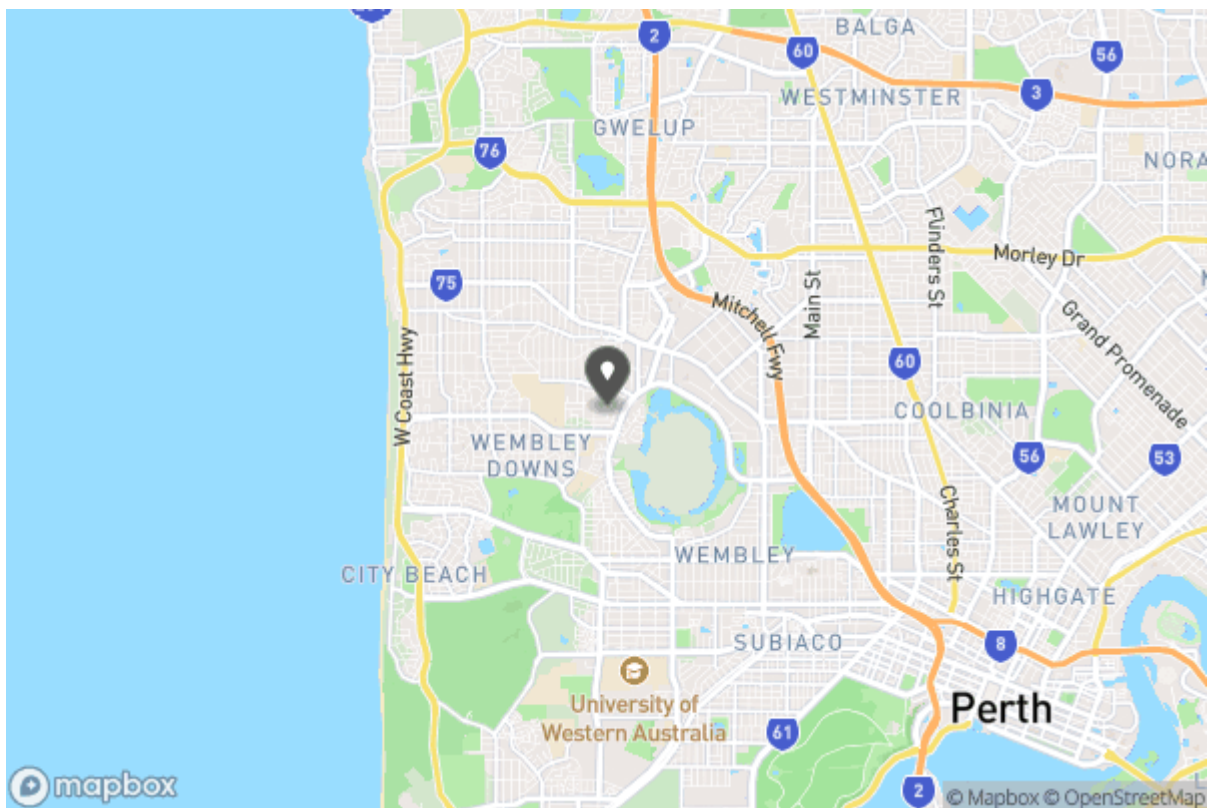 2
BALGA
60
56
WESTMINSTER
3
GWELUP
76
NORA
Flinders St
Morley Dr
75
Main St
Mitchell Fwy
Grand Promenade
W Coast Hwy
60
COOLBINIA
WEMBLEY
DOWNS
56
53
Charles St
MOUNT
LAWLEY
WEMBLEY
CITY BEACH
HIGHGATE
SUBIACO
8
University of
Western Australia
Perth
61
2
mapbox
© Mapbox © OpenStreetMap